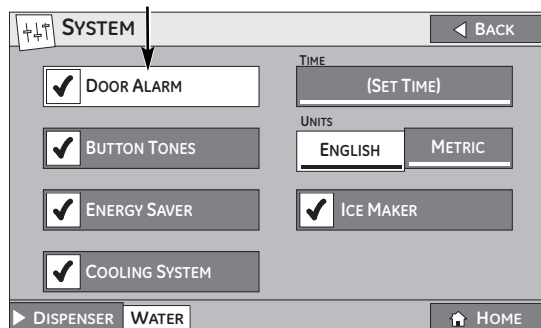 SYSTEM
BACK
DOOR ALARM
TIME
(SET TIME)
BUTTON TONES
UNITS
ENGLISH
METRIC
ENERGY SAVER
ICE MAKER
COOLING SYSTEM
DISPENSER
WATER
HOME